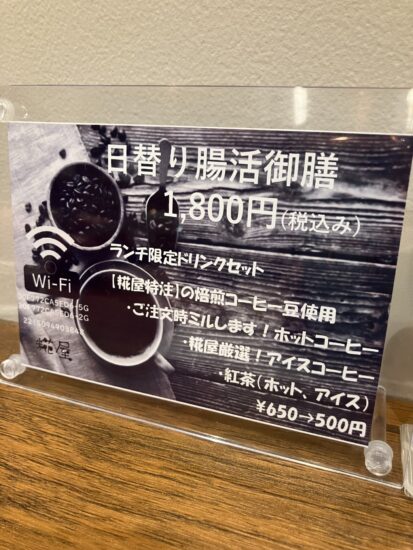 日替り腸活御膳
1,800円(税込み)
ランチ限定ドリンクセット
【糀屋特注】の焙煎コーヒー豆使用
・ご注文時ミルします!ホットコーヒー
・糀屋厳選!アイスコーヒー
・紅茶(ホット、アイス)
¥650→500円
Wi-Fi
糀屋